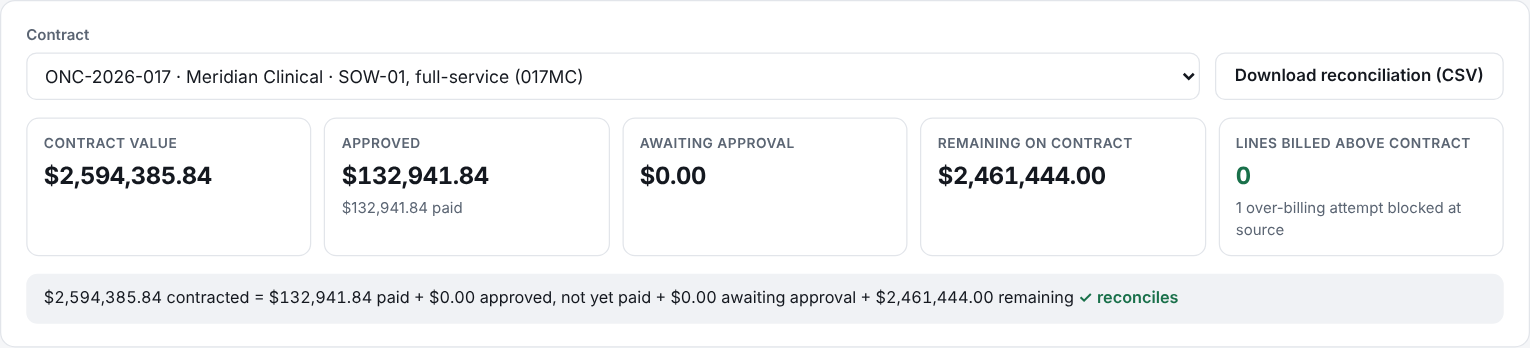 Contract
ONC-2026-017 · Meridian Clinical · SOW-01, full-service (017MC)
Download reconciliation (CSV)
CONTRACT VALUE
$2,594,385.84
APPROVED
$132,941.84
$132,941.84 paid
AWAITING APPROVAL
$0.00
REMAINING ON CONTRACT
$2,461,444.00
LINES BILLED ABOVE CONTRACT
0
1 over-billing attempt blocked at
source
$2,594,385.84 contracted = $132,941.84 paid + $0.00 approved, not yet paid + $0.00 awaiting approval + $2,461,444.00 remaining ✓ reconciles